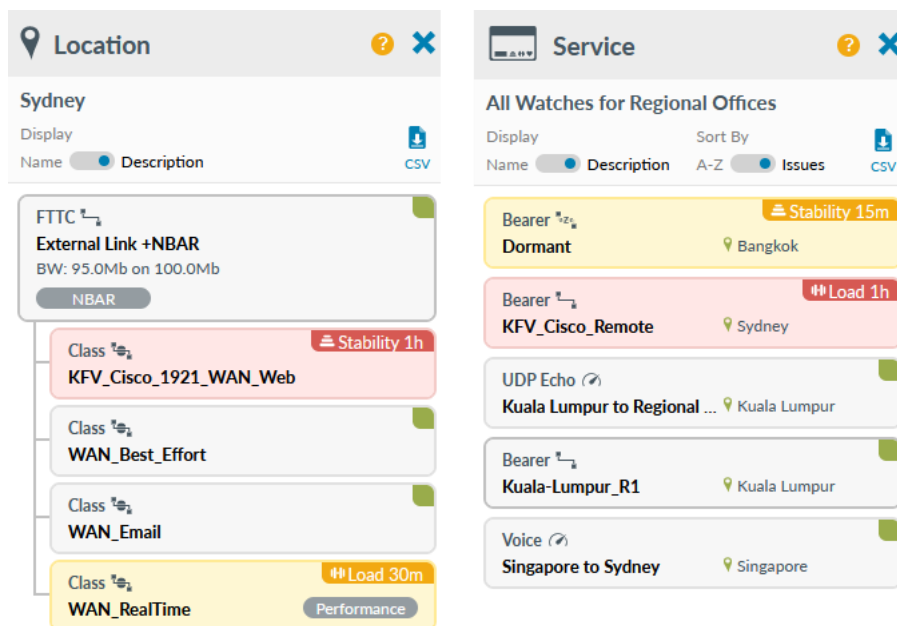 Location
?
Sydney
Display
Name Description
CSV
FTTC
External Link +NBAR
BW: 95.0Mb on 100.0Mb
NBAR
Class
Stability 1h
KFV_Cisco_1921_WAN_Web
Class
WAN_Best_Effort
Class
WAN_Email
Class
Load 30m
WAN_RealTime
Performance
Service
?
All Watches for Regional Offices
Display
Sort By
Name Description
A-Z Issues
CSV
Bearer
Stability 15m
Dormant
Bangkok
Bearer
Load 1h
KFV_Cisco_Remote
Sydney
UDP Echo
Kuala Lumpur to Regional ...
Kuala Lumpur
Bearer
Kuala-Lumpur_R1
Kuala Lumpur
Voice
Singapore to Sydney
Singapore